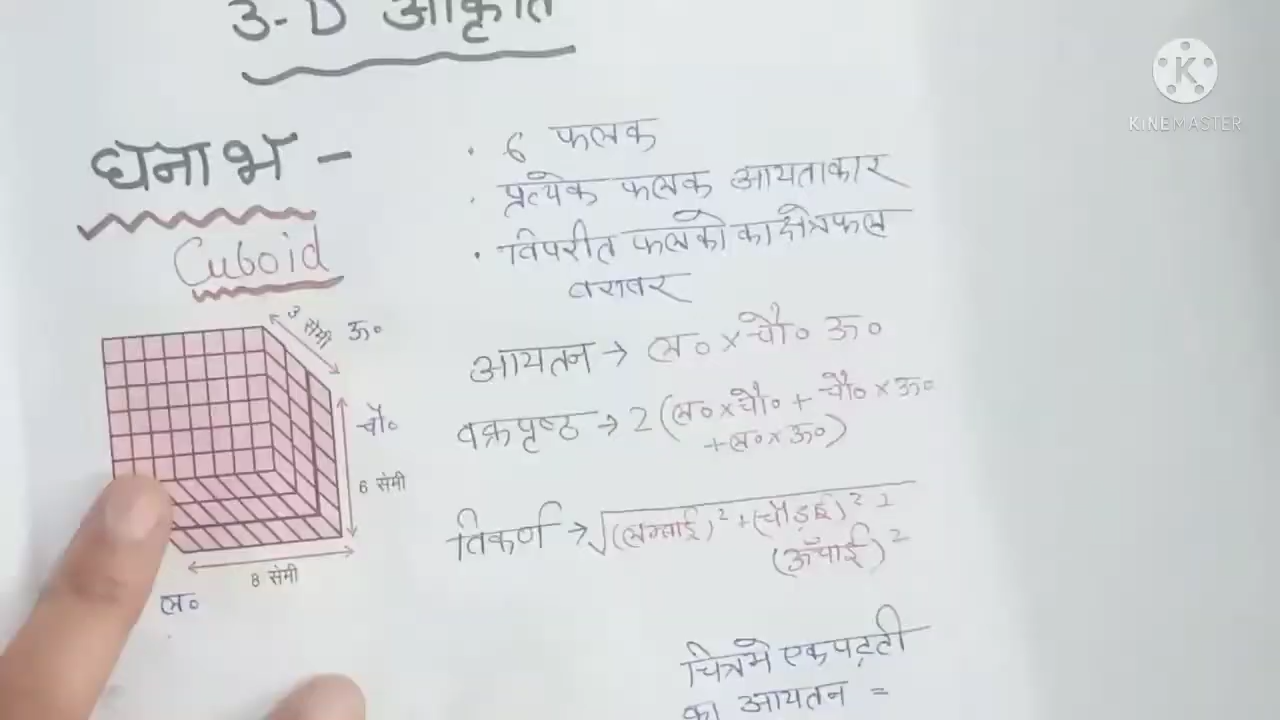 3-D आकृति
घनाभ -
Cuboid
• 6 फलक
• प्रत्येक फलक आयताकार
• विपरीत फलको का क्षेत्रफल
बराबर
3 सेमी ऊ०
चौ०
6 सेमी
8 सेमी
ल०
आयतन → ल० × चौ० ऊ०
वक्रपृष्ठ → 2 (ल० × चौ० + चौ० × ऊ०
+ ल० × ऊ०)
विकर्ण → √(लम्बाई)² + (चौड़ाई)² +
(ऊँचाई)²
चित्रमे एक पट्टी
का आयतन =
KINEMASTER